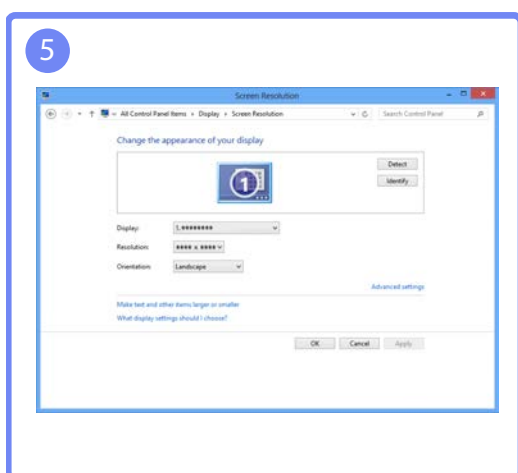 5
Screen Resolution
All Control Panel Items Display Screen Resolution Search Control Panel
Change the appearance of your display
1
Detect
Identify
Display: 1.********
Resolution: **** x ****
Orientation: Landscape
Advanced settings
Make text and other items larger or smaller
What display settings should I choose?
OK Cancel Apply